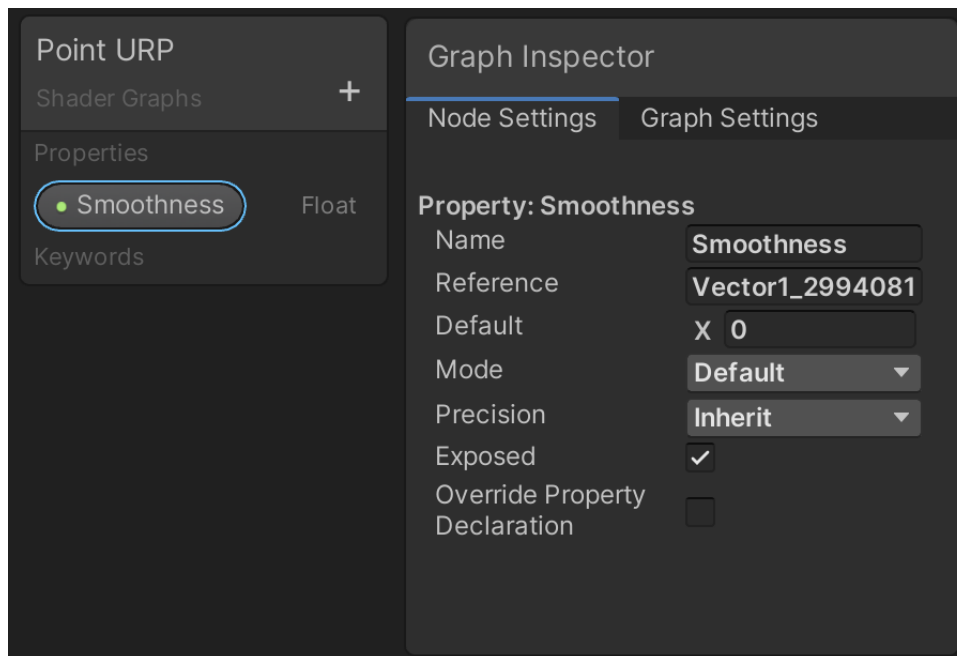 Point URP
Shader Graphs
+
Properties
Smoothness Float
Keywords
Graph Inspector
Node Settings Graph Settings
Property: Smoothness
Name Smoothness
Reference Vector1_2994081
Default X 0
Mode Default
Precision Inherit
Exposed
Override Property
Declaration